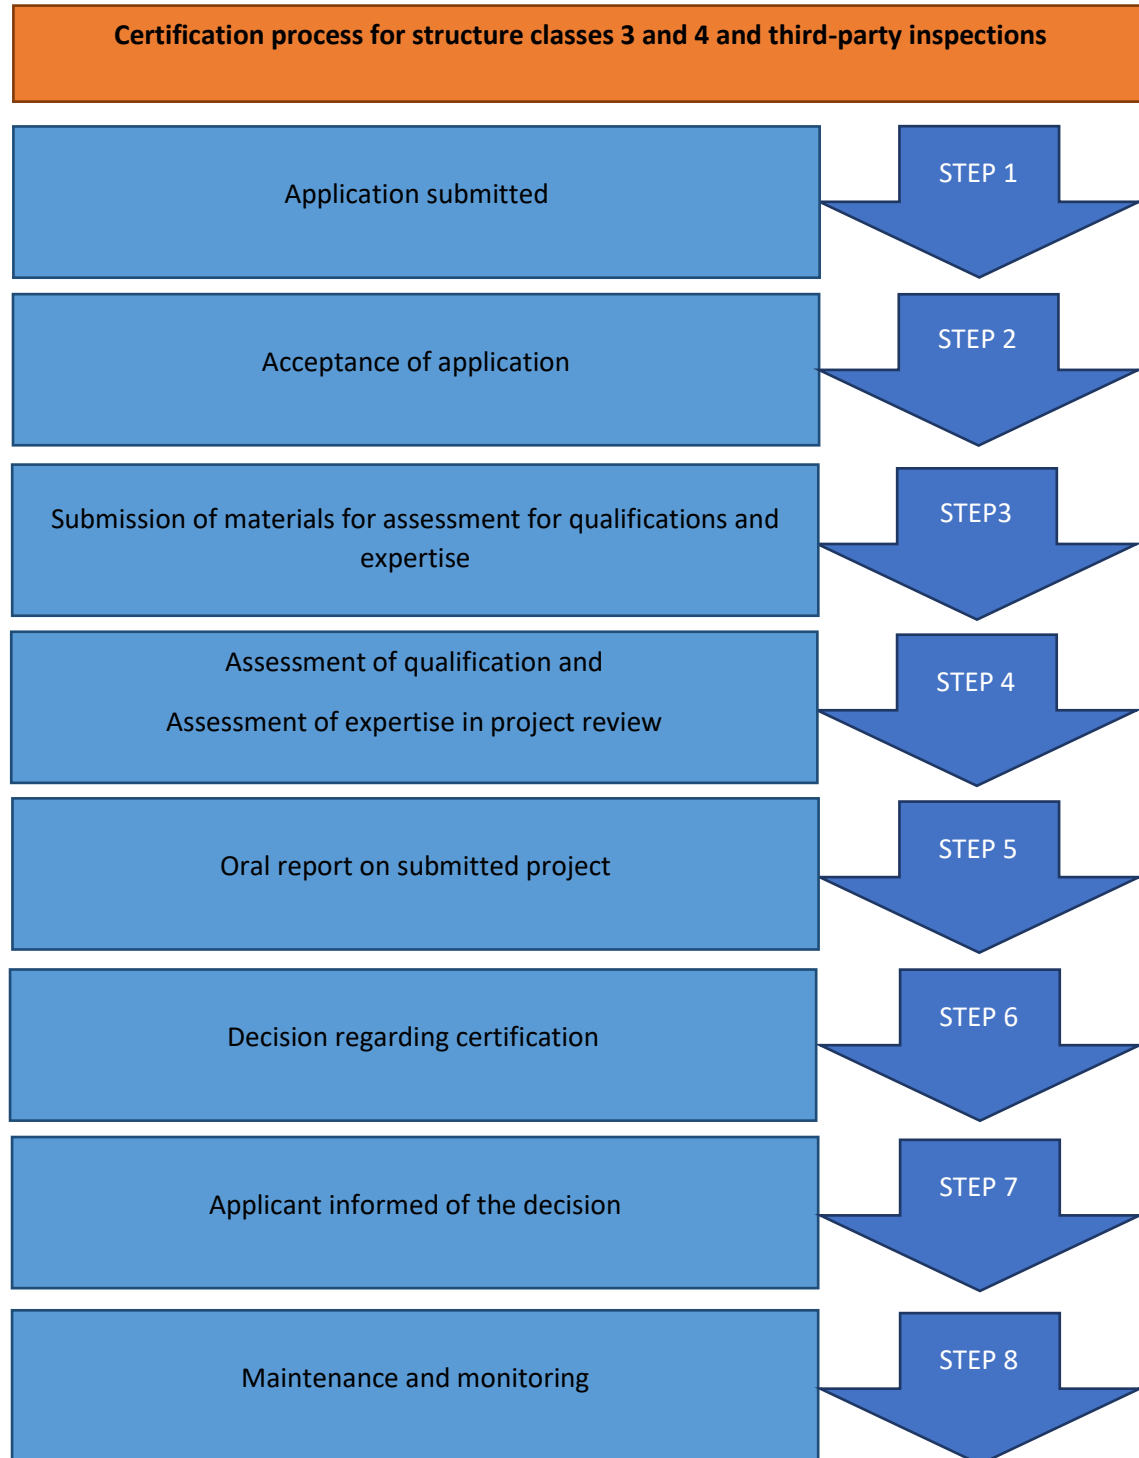 Certification process for structure classes 3 and 4 and third-party inspections
Application submitted
STEP 1
Acceptance of application
STEP 2
Submission of materials for assessment for qualifications and
expertise
STEP3
Assessment of qualification and
Assessment of expertise in project review
STEP 4
Oral report on submitted project
STEP 5
Decision regarding certification
STEP 6
Applicant informed of the decision
STEP 7
Maintenance and monitoring
STEP 8